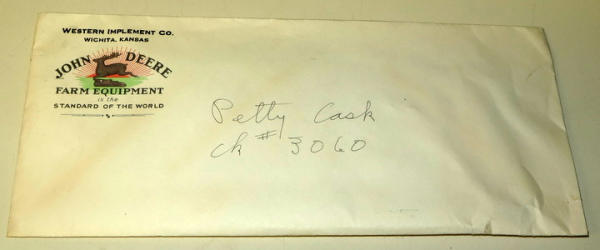 WESTERN IMPLEMENT CO.
WICHITA, KANSAS
JOHN DEERE
FARM EQUIPMENT
is the
STANDARD OF THE WORLD
Petty Cash
ck # 3060